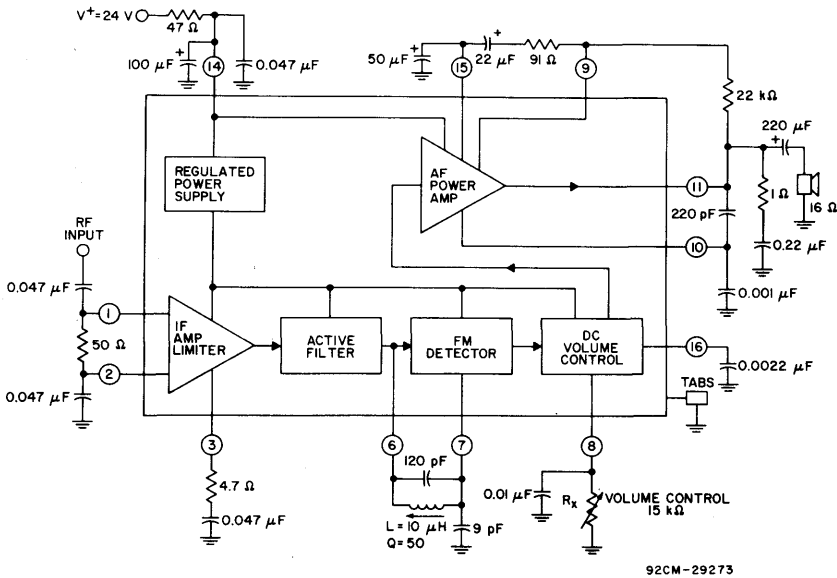 V+=24 V
47 Ω
100 μF
+
14
0.047 μF
50 μF
+
15
+
22 μF
91 Ω
9
22 kΩ
220 μF
+
REGULATED
POWER
SUPPLY
AF
POWER
AMP
11
1 Ω
16 Ω
220 pF
10
0.22 μF
0.001 μF
RF
INPUT
0.047 μF
1
50 Ω
2
0.047 μF
IF
AMP
LIMITER
ACTIVE
FILTER
FM
DETECTOR
DC
VOLUME
CONTROL
16
0.0022 μF
TABS
3
6
7
8
4.7 Ω
0.047 μF
120 pF
L = 10 μH
Q = 50
9 pF
0.01 μF
Rx
VOLUME CONTROL
15 kΩ
92CM-29273